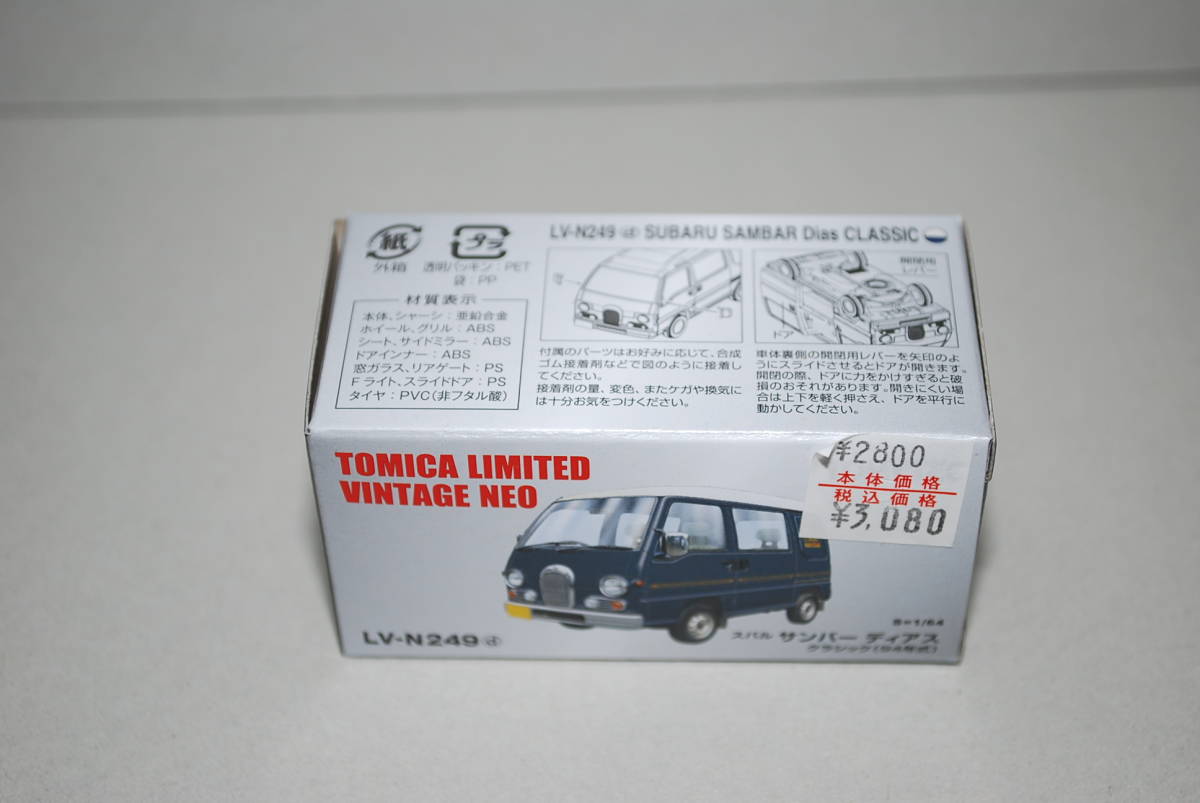 紙
外箱
プラ
透明パッキン：PET
袋：PP
LV-N249 d SUBARU SAMBAR Dias CLASSIC
材質表示
本体、シャーシ：亜鉛合金
ホイール、グリル：ABS
シート、サイドミラー：ABS
ドアインナー：ABS
窓ガラス、リアゲート：PS
Fライト、スライドドア：PS
タイヤ：PVC（非フタル酸）
付属のパーツはお好みに応じて、合成
ゴム接着剤などで図のように接着し
てください。
接着剤の量、変色、またケガや換気に
は十分お気をつけください。
開閉用
レバー
ドア
車体裏側の開閉用レバーを矢印のよ
うにスライドさせるとドアが開きます。
開閉の際、ドアに力をかけすぎると破
損のおそれがあります。開きにくい場
合は上下を軽く押さえ、ドアを平行に
動かしてください。
TOMICA LIMITED
VINTAGE NEO
¥2800
本体価格
税込価格
¥3,080
LV-N249 d
S=1/64
スバル サンバー ディアス
クラシック（94年式）